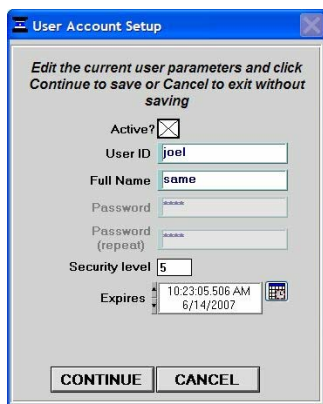 User Account Setup
Edit the current user parameters and click
Continue to save or Cancel to exit without
saving
Active?
User ID joel
Full Name same
Password ****
Password
(repeat) ****
Security level 5
Expires 10:23:05.506 AM
6/14/2007
CONTINUE CANCEL